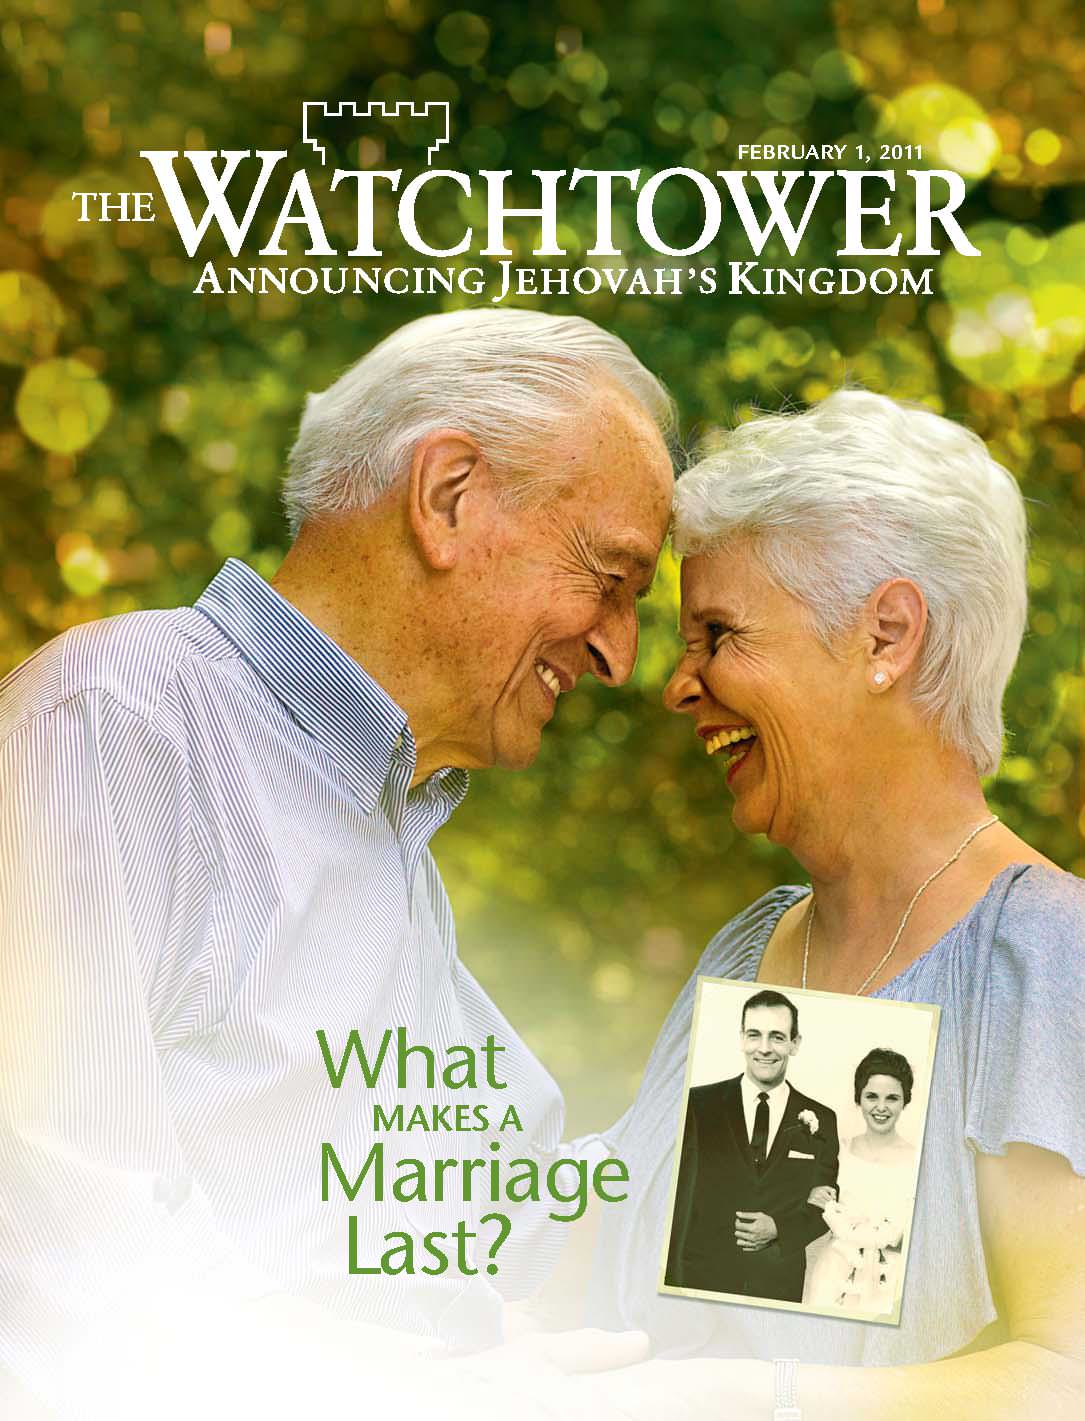 FEBRUARY 1, 2011
THE WATCHTOWER
ANNOUNCING JEHOVAH'S KINGDOM
What
MAKES A
Marriage
Last?